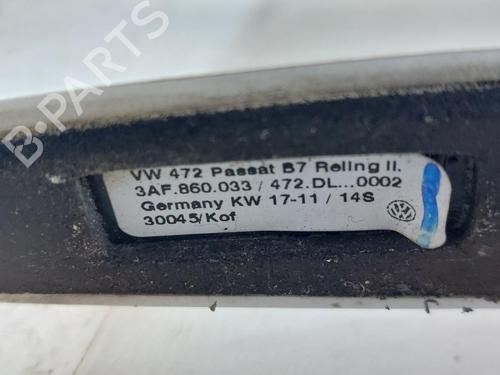 VW 472 Passat B7 Reling li.
3AF.860.033 / 472.DL...0002
Germany KW 17-11 / 14S
30045/Kof
B-Parts